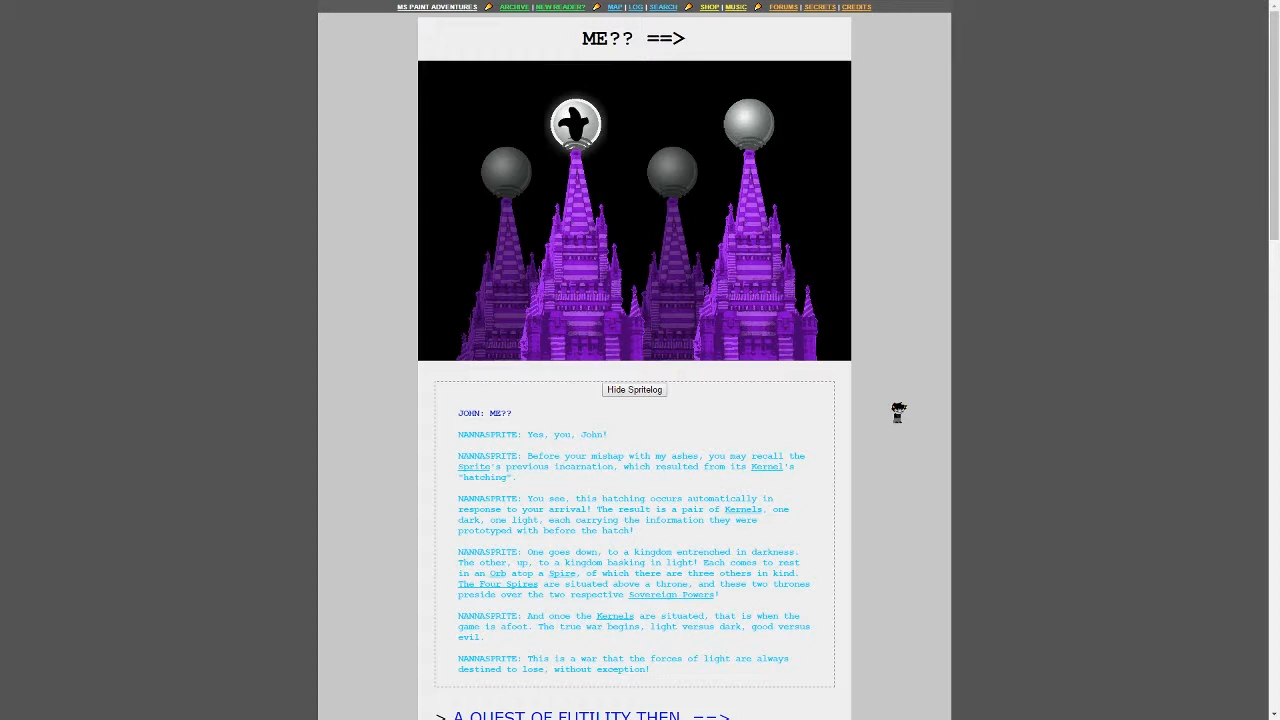 MS PAINT ADVENTURES ARCHIVE | NEW READER? MAP | LOG | SEARCH SHOP | MUSIC FORUMS | SECRETS | CREDITS
ME?? ==>
Hide Spritelog
JOHN: ME??
NANNASPRITE: Yes, you, John!
NANNASPRITE: Before your mishap with my ashes, you may recall the
Sprite's previous incarnation, which resulted from its Kernel's
"hatching".
NANNASPRITE: You see, this hatching occurs automatically in
response to your arrival! The result is a pair of Kernels, one
dark, one light, each carrying the information they were
prototyped with before the hatch!
NANNASPRITE: One goes down, to a kingdom entrenched in darkness.
The other, up, to a kingdom basking in light! Each comes to rest
in an Orb atop a Spire, of which there are three others in kind.
The Four Spires are situated above a throne, and these two thrones
preside over the two respective Sovereign Powers!
NANNASPRITE: And once the Kernels are situated, that is when the
game is afoot. The true war begins, light versus dark, good versus
evil.
NANNASPRITE: This is a war that the forces of light are always
destined to lose, without exception!
> A QUEST OF FUTILITY THEN. ==>